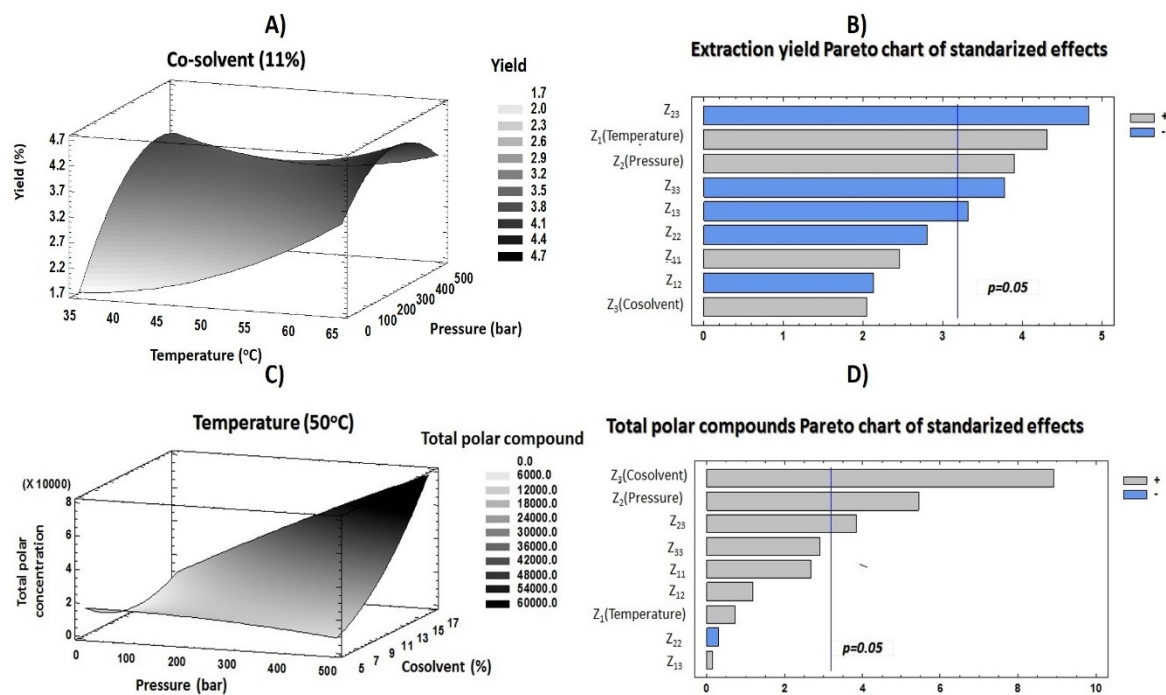 A)
Co-solvent (11%)
Yield
1.7
2.0
2.3
2.6
2.9
3.2
3.5
3.8
4.1
4.4
4.7
Yield (%)
4.7
4.2
3.7
3.2
2.7
2.2
1.7
35 40 45 50 55 60 65
Temperature (°C)
0 100 200 300 400 500
Pressure (bar)
B)
Extraction yield Pareto chart of standarized effects
Z23
Z1(Temperature)
Z2(Pressure)
Z33
Z13
Z22
Z11
Z12
Z3(Cosolvent)
+
-
p=0.05
0 1 2 3 4 5
C)
Temperature (50°C)
Total polar compound
0.0
6000.0
12000.0
18000.0
24000.0
30000.0
36000.0
42000.0
48000.0
54000.0
60000.0
(X 10000)
Total polar
concentration
8
6
4
2
0
0 100 200 300 400 500
Pressure (bar)
5 7 9 11 13 15 17
Cosolvent (%)
D)
Total polar compounds Pareto chart of standarized effects
Z3(Cosolvent)
Z2(Pressure)
Z23
Z33
Z11
Z12
Z1(Temperature)
Z22
Z13
+
-
p=0.05
0 2 4 6 8 10